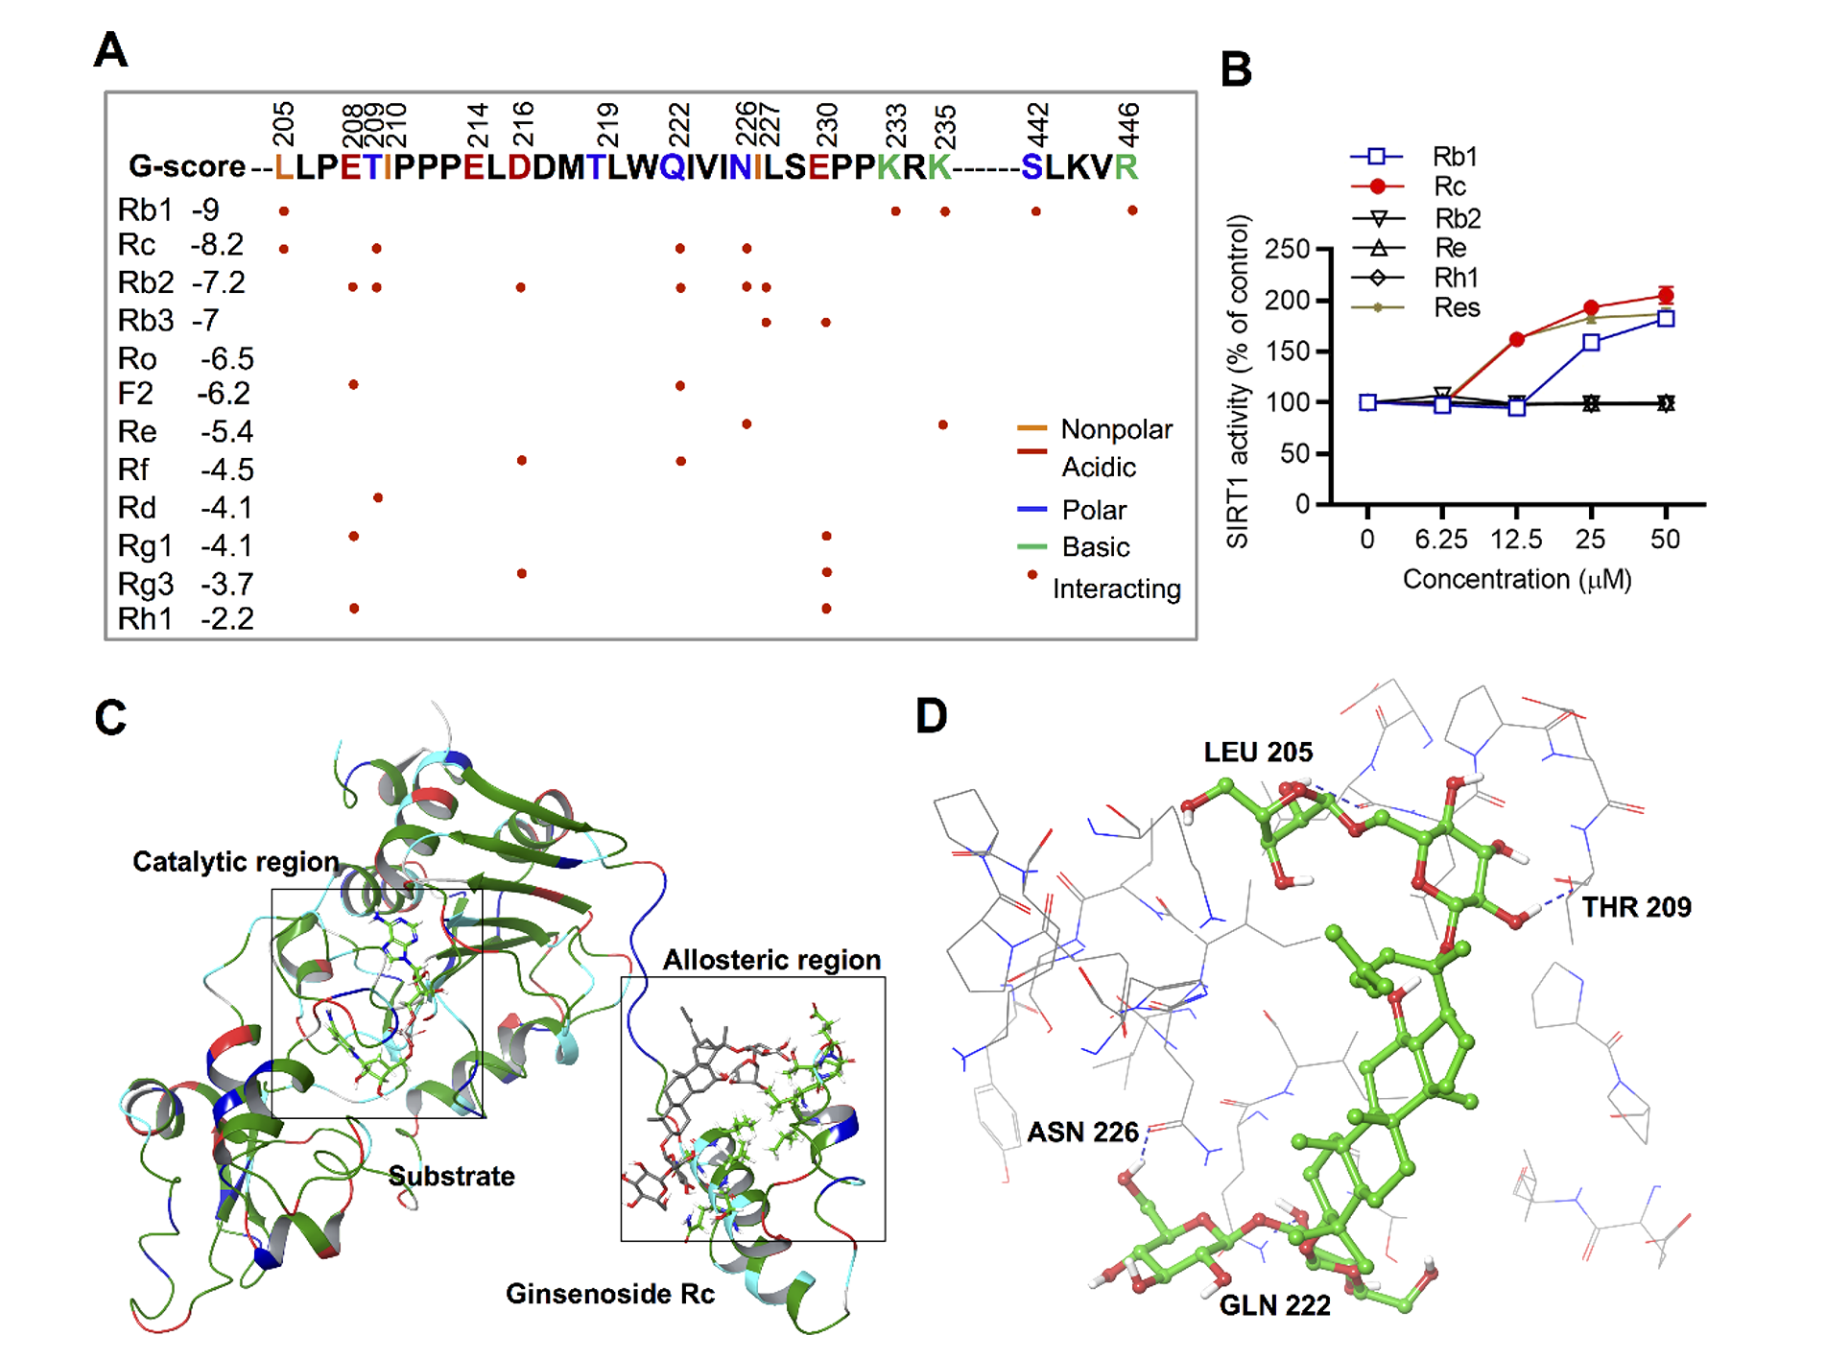 A
205 208 209 210 214 216 219 222 226 227 230 233 235 442 446
G-score --LLPETIPPPELDDMTLWQIVINILSEPPKRK------SLKVR
Rb1 -9
Rc -8.2
Rb2 -7.2
Rb3 -7
Ro -6.5
F2 -6.2
Re -5.4
Rf -4.5
Rd -4.1
Rg1 -4.1
Rg3 -3.7
Rh1 -2.2
Nonpolar
Acidic
Polar
Basic
Interacting
B
Rb1
Rc
Rb2
Re
Rh1
Res
SIRT1 activity (% of control)
250
200
150
100
50
0
0 6.25 12.5 25 50
Concentration (μM)
C
Catalytic region
Allosteric region
Substrate
Ginsenoside Rc
D
LEU 205
THR 209
ASN 226
GLN 222